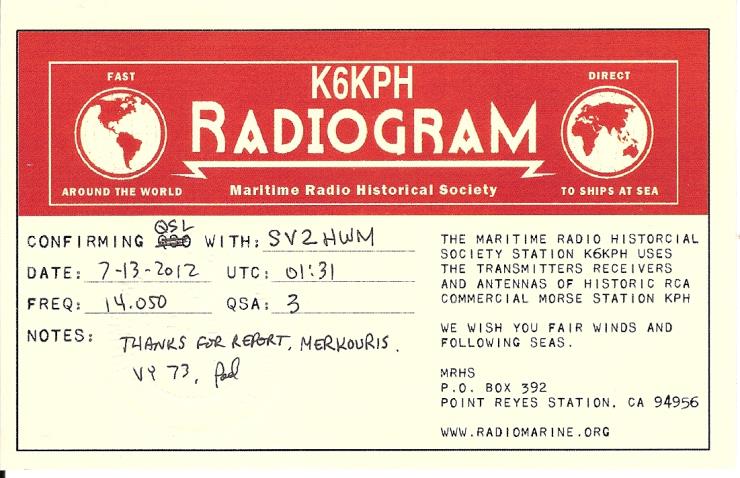 FAST
AROUND THE WORLD
K6KPH
RADIOGRAM
Maritime Radio Historical Society
DIRECT
TO SHIPS AT SEA
QSL
CONFIRMING QSO WITH: SV2HWM
DATE: 7-13-2012 UTC: 01:31
FREQ: 14.050 QSA: 3
NOTES: THANKS FOR REPORT, MERKOURIS.
VY 73,
THE MARITIME RADIO HISTORCIAL
SOCIETY STATION K6KPH USES
THE TRANSMITTERS RECEIVERS
AND ANTENNAS OF HISTORIC RCA
COMMERCIAL MORSE STATION KPH
WE WISH YOU FAIR WINDS AND
FOLLOWING SEAS.
MRHS
P.O. BOX 392
POINT REYES STATION, CA 94956
WWW.RADIOMARINE.ORG